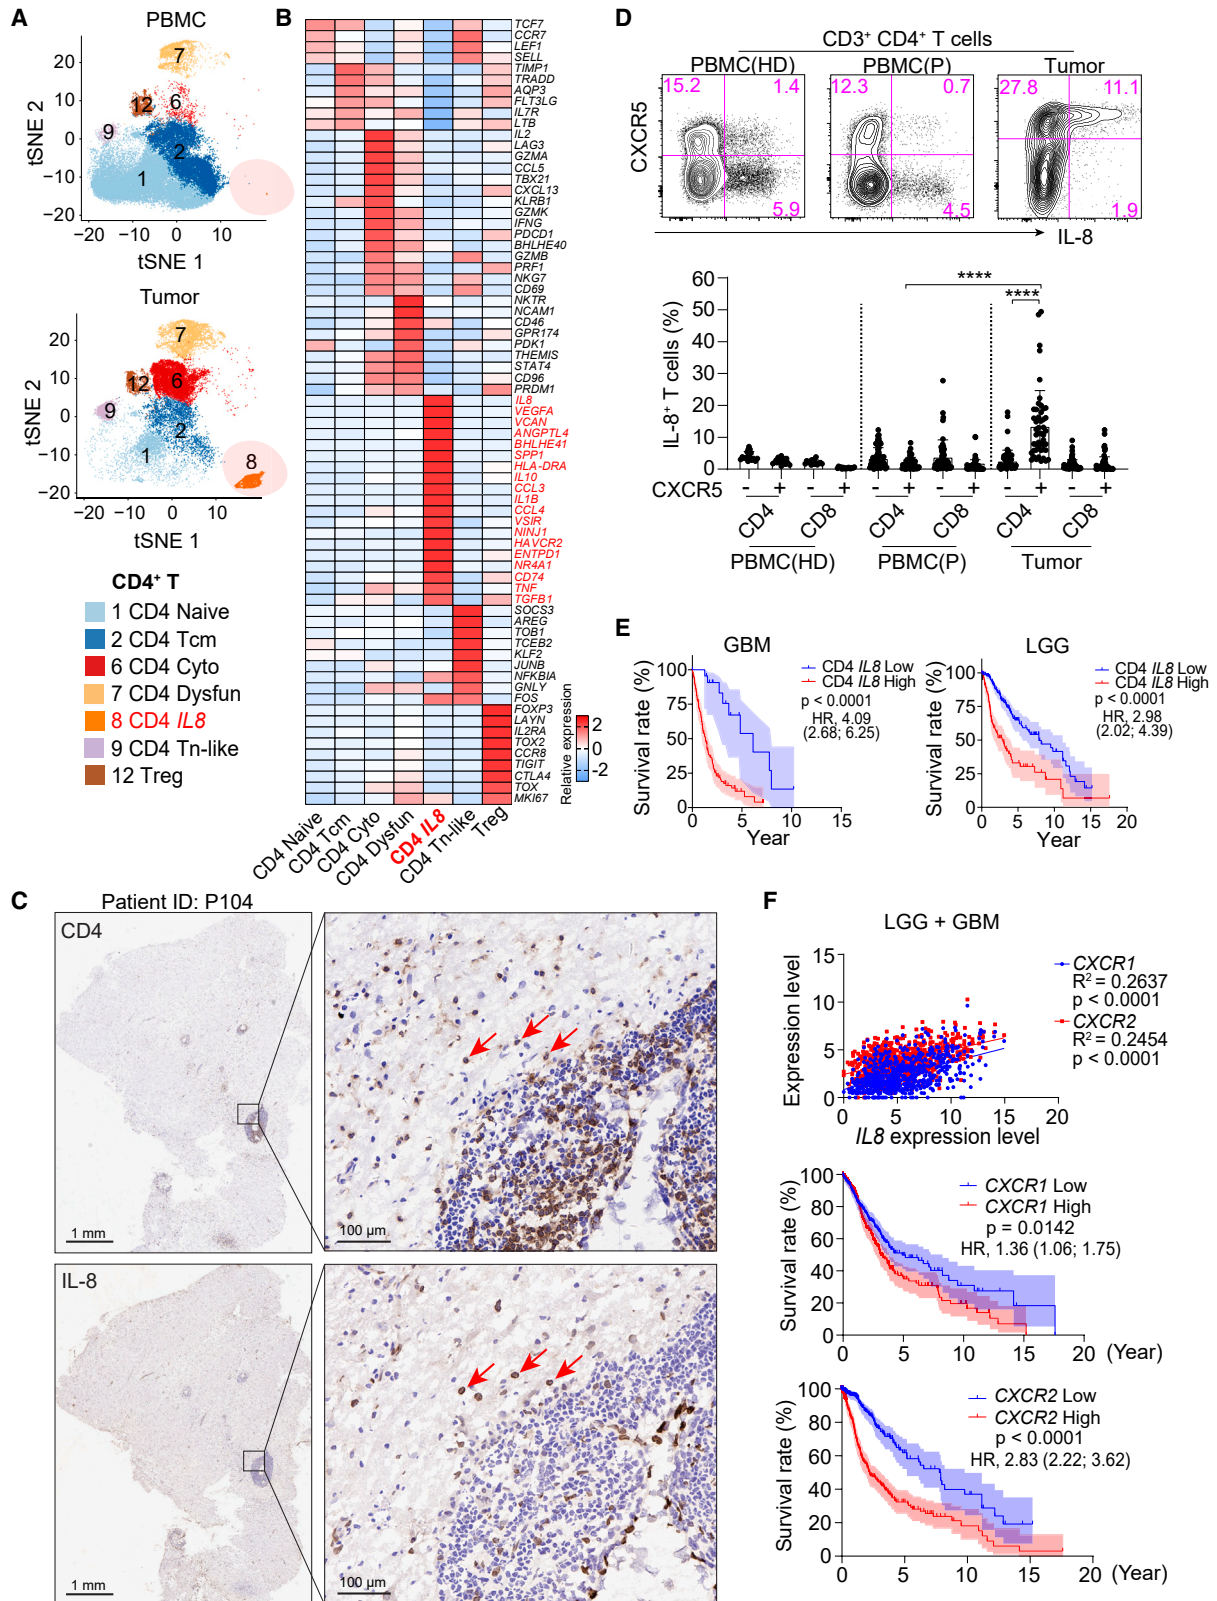 A
PBMC
20
10
0
−10
−20
tSNE 2
7
12
6
9
2
1
−20
0
20
tSNE 1
Tumor
20
10
0
−10
−20
tSNE 2
7
12
6
9
2
1
8
−20
0
20
tSNE 1
CD4⁺ T
1 CD4 Naive
2 CD4 Tcm
6 CD4 Cyto
7 CD4 Dysfun
8 CD4 IL8
9 CD4 Tn-like
12 Treg
B
TCF7
CCR7
LEF1
SELL
TIMP1
TRADD
AQP3
FLT3LG
IL7R
LTB
IL2
LAG3
GZMA
CCL5
TBX21
CXCL13
KLRB1
GZMK
IFNG
PDCD1
BHLHE40
GZMB
PRF1
NKG7
CD69
NKTR
NCAM1
CD46
GPR174
PDK1
THEMIS
STAT4
CD96
PRDM1
IL8
VEGFA
VCAN
ANGPTL4
BHLHE41
SPP1
HLA-DRA
IL10
CCL3
IL1B
CCL4
VSIR
NINJ1
HAVCR2
ENTPD1
NR4A1
CD74
TNF
TGFB1
SOCS3
AREG
TOB1
TCEB2
KLF2
JUNB
NFKBIA
GNLY
FOS
FOXP3
LAYN
IL2RA
TOX2
CCR8
TIGIT
CTLA4
TOX
MKI67
CD4 Naive
CD4 Tcm
CD4 Cyto
CD4 Dysfun
CD4 IL8
CD4 Tn-like
Treg
Relative expression
2
0
-2
C
Patient ID: P104
CD4
1 mm
100 µm
IL-8
1 mm
100 µm
D
CD3⁺ CD4⁺ T cells
PBMC(HD)
PBMC(P)
Tumor
15.2
1.4
5.9
12.3
0.7
4.5
27.8
11.1
1.9
CXCR5
IL-8
60
50
40
30
20
10
0
IL-8⁺ T cells (%)
****
****
CXCR5
- + - + - + - + - + - +
CD4 CD8 CD4 CD8 CD4 CD8
PBMC(HD)
PBMC(P)
Tumor
E
GBM
100
75
50
25
0
Survival rate (%)
0 5 10 15
Year
CD4 IL8 Low
CD4 IL8 High
p < 0.0001
HR, 4.09
(2.68; 6.25)
LGG
100
75
50
25
0
Survival rate (%)
0 5 10 15 20
Year
CD4 IL8 Low
CD4 IL8 High
p < 0.0001
HR, 2.98
(2.02; 4.39)
F
LGG + GBM
15
10
5
0
Expression level
0 5 10 15 20
IL8 expression level
CXCR1
R² = 0.2637
p < 0.0001
CXCR2
R² = 0.2454
p < 0.0001
100
80
60
40
20
0
Survival rate (%)
0 5 10 15 20 (Year)
CXCR1 Low
CXCR1 High
p = 0.0142
HR, 1.36 (1.06; 1.75)
100
80
60
40
20
0
Survival rate (%)
0 5 10 15 20 (Year)
CXCR2 Low
CXCR2 High
p < 0.0001
HR, 2.83 (2.22; 3.62)